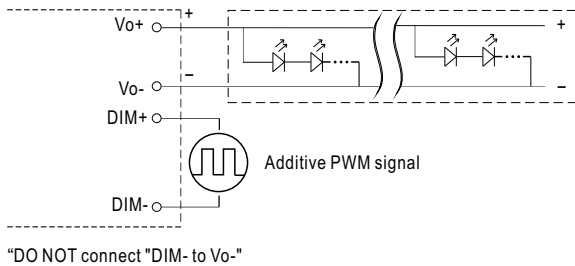 Vo+ + +
Vo- − −
DIM+
Additive PWM signal
DIM-
“DO NOT connect "DIM- to Vo-"